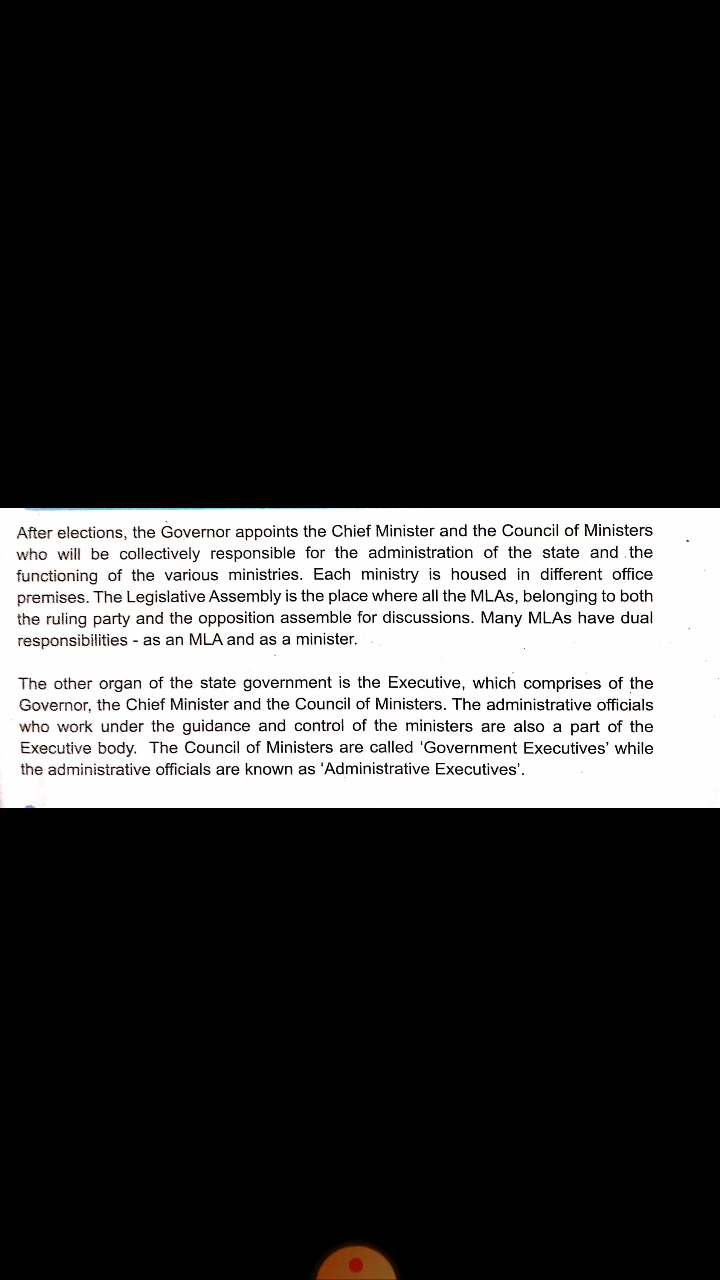 After elections, the Governor appoints the Chief Minister and the Council of Ministers
who will be collectively responsible for the administration of the state and the
functioning of the various ministries. Each ministry is housed in different office
premises. The Legislative Assembly is the place where all the MLAs, belonging to both
the ruling party and the opposition assemble for discussions. Many MLAs have dual
responsibilities - as an MLA and as a minister.
The other organ of the state government is the Executive, which comprises of the
Governor, the Chief Minister and the Council of Ministers. The administrative officials
who work under the guidance and control of the ministers are also a part of the
Executive body. The Council of Ministers are called ‘Government Executives’ while
the administrative officials are known as ‘Administrative Executives’.